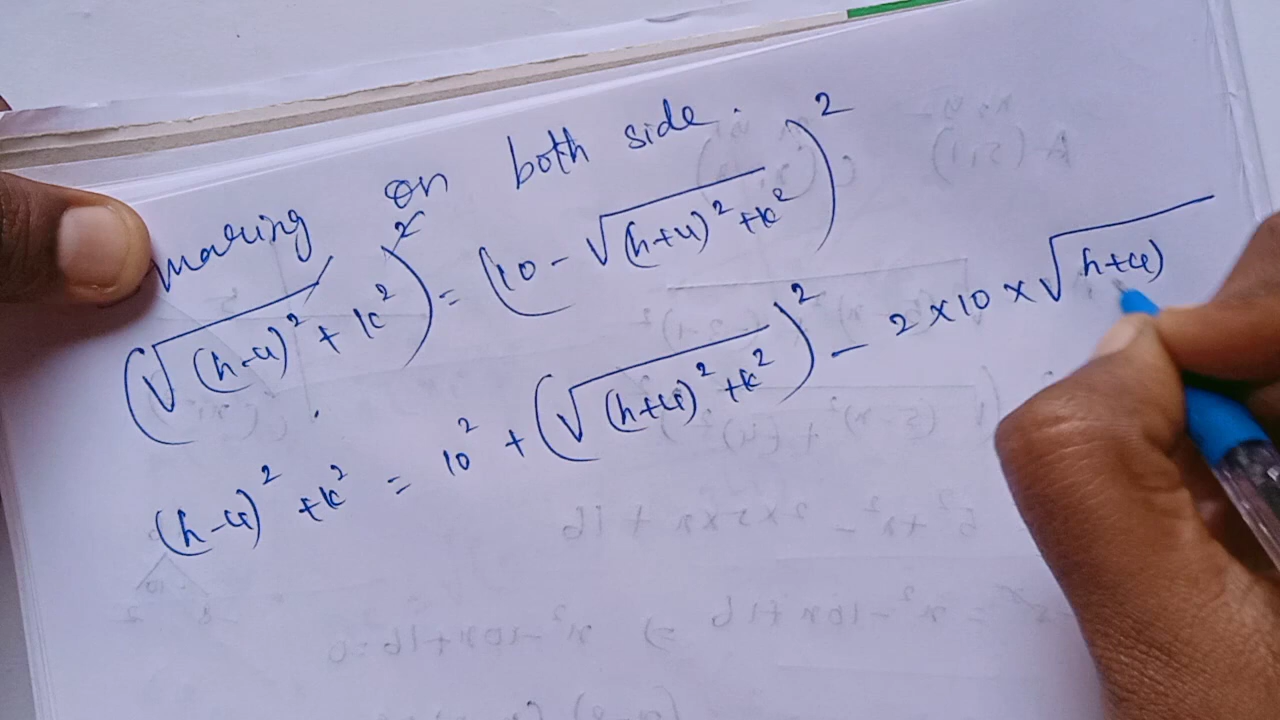 on both side.
(√(h-4)² + k²)² = (10 - √(h+4)² + k²)²
(h-4)² + k² = 10² + (√(h+4)² + k²)² - 2 × 10 × √h+4)